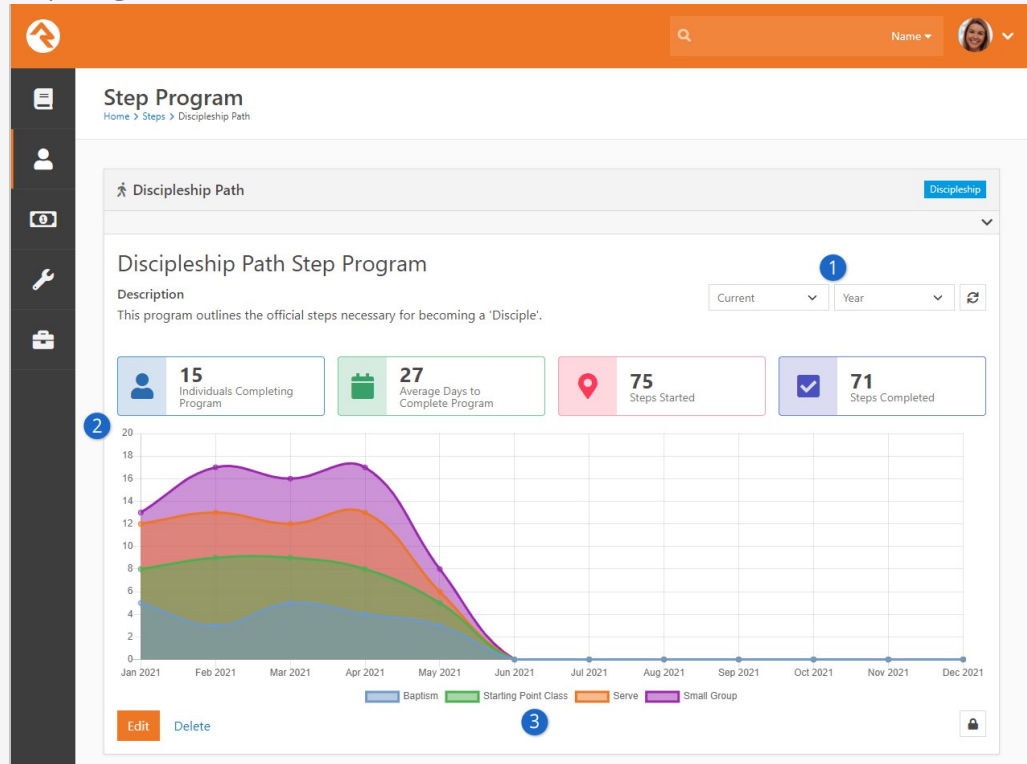 Name
Step Program
Home > Steps > Discipleship Path
Discipleship Path
Discipleship
Discipleship Path Step Program
1
Description
Current
Year
This program outlines the official steps necessary for becoming a 'Disciple'.
15
Individuals Completing
Program
27
Average Days to
Complete Program
75
Steps Started
71
Steps Completed
2
20
18
16
14
12
10
8
6
4
2
0
Jan 2021 Feb 2021 Mar 2021 Apr 2021 May 2021 Jun 2021 Jul 2021 Aug 2021 Sep 2021 Oct 2021 Nov 2021 Dec 2021
Baptism Starting Point Class Serve Small Group
3
Edit Delete